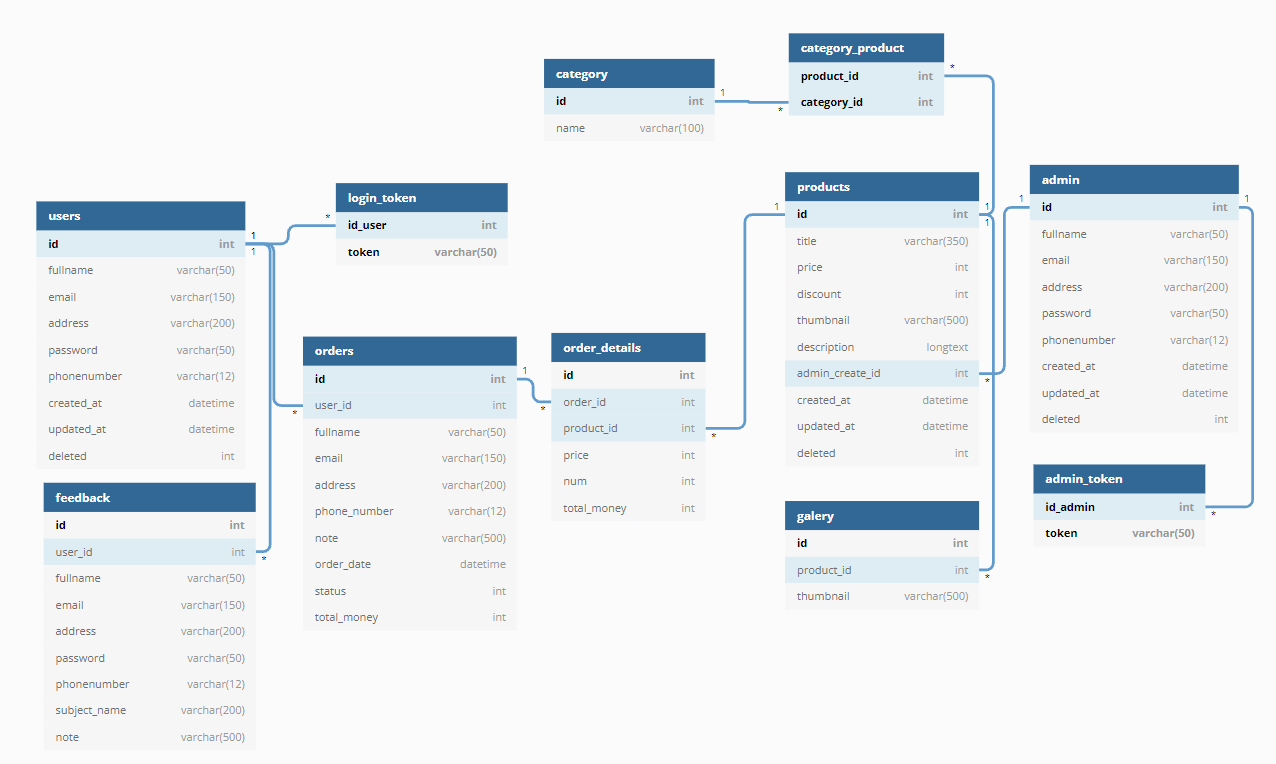 category_product
product_id int
category_id int
*
category
id int
name varchar(100)
1
*
login_token
id_user int
token varchar(50)
*
users
id int
fullname varchar(50)
email varchar(150)
address varchar(200)
password varchar(50)
phonenumber varchar(12)
created_at datetime
updated_at datetime
deleted int
1
1
products
id int
title varchar(350)
price int
discount int
thumbnail varchar(500)
description longtext
admin_create_id int
created_at datetime
updated_at datetime
deleted int
1
1
1
*
admin
id int
fullname varchar(50)
email varchar(150)
address varchar(200)
password varchar(50)
phonenumber varchar(12)
created_at datetime
updated_at datetime
deleted int
1
1
orders
id int
user_id int
fullname varchar(50)
email varchar(150)
address varchar(200)
phone_number varchar(12)
note varchar(500)
order_date datetime
status int
total_money int
1
*
order_details
id int
order_id int
product_id int
price int
num int
total_money int
*
*
admin_token
id_admin int
token varchar(50)
*
feedback
id int
user_id int
fullname varchar(50)
email varchar(150)
address varchar(200)
password varchar(50)
phonenumber varchar(12)
subject_name varchar(200)
note varchar(500)
*
galery
id int
product_id int
thumbnail varchar(500)
*